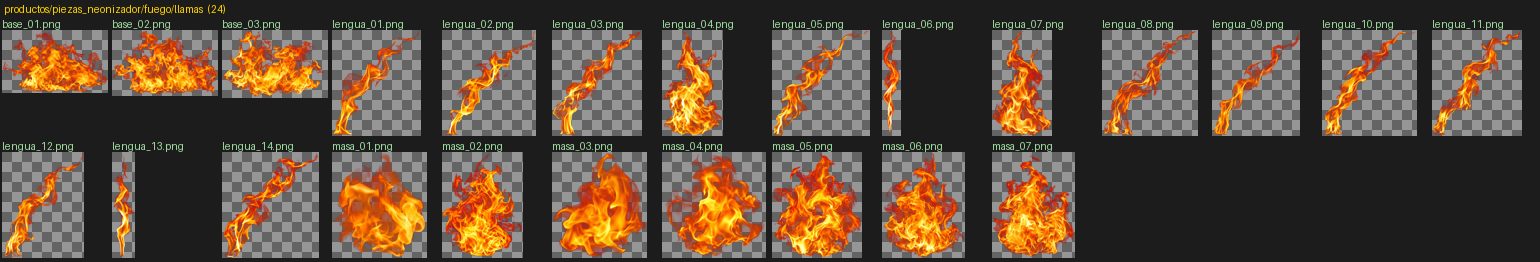 productos/piezas_neonizador/fuego/llamas (24)
base_01.png base_02.png base_03.png lengua_01.png lengua_02.png lengua_03.png lengua_04.png lengua_05.png lengua_06.png lengua_07.png lengua_08.png lengua_09.png lengua_10.png lengua_11.png
lengua_12.png lengua_13.png lengua_14.png masa_01.png masa_02.png masa_03.png masa_04.png masa_05.png masa_06.png masa_07.png